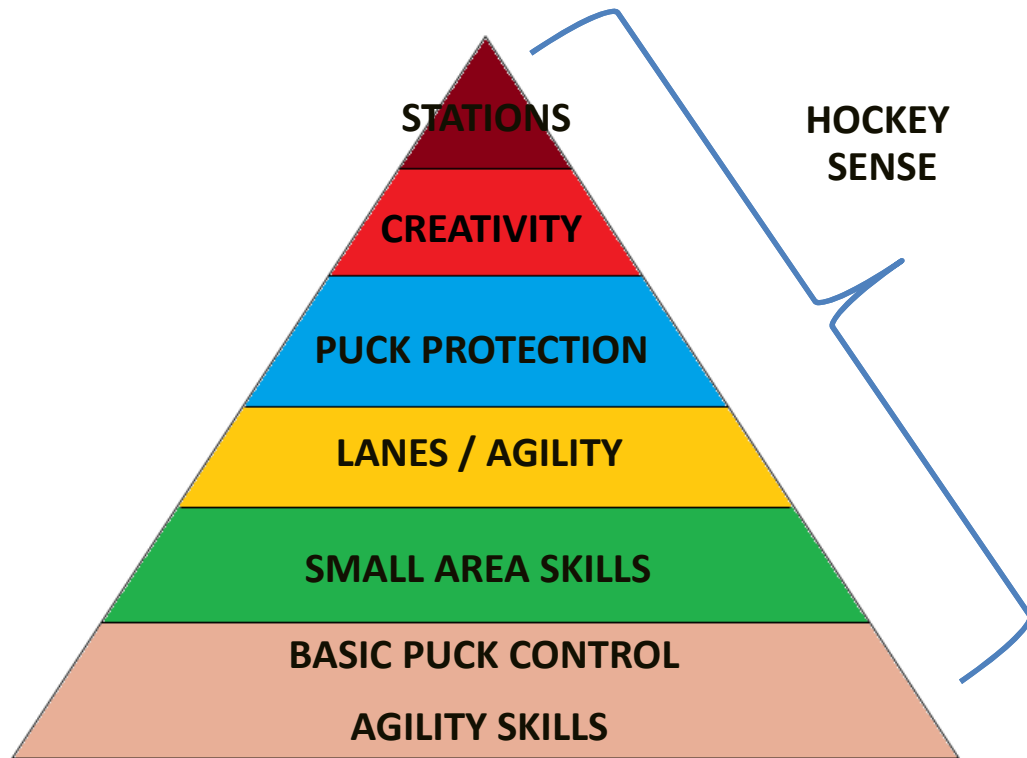 STATIONS
HOCKEY
SENSE
CREATIVITY
PUCK PROTECTION
LANES / AGILITY
SMALL AREA SKILLS
BASIC PUCK CONTROL
AGILITY SKILLS